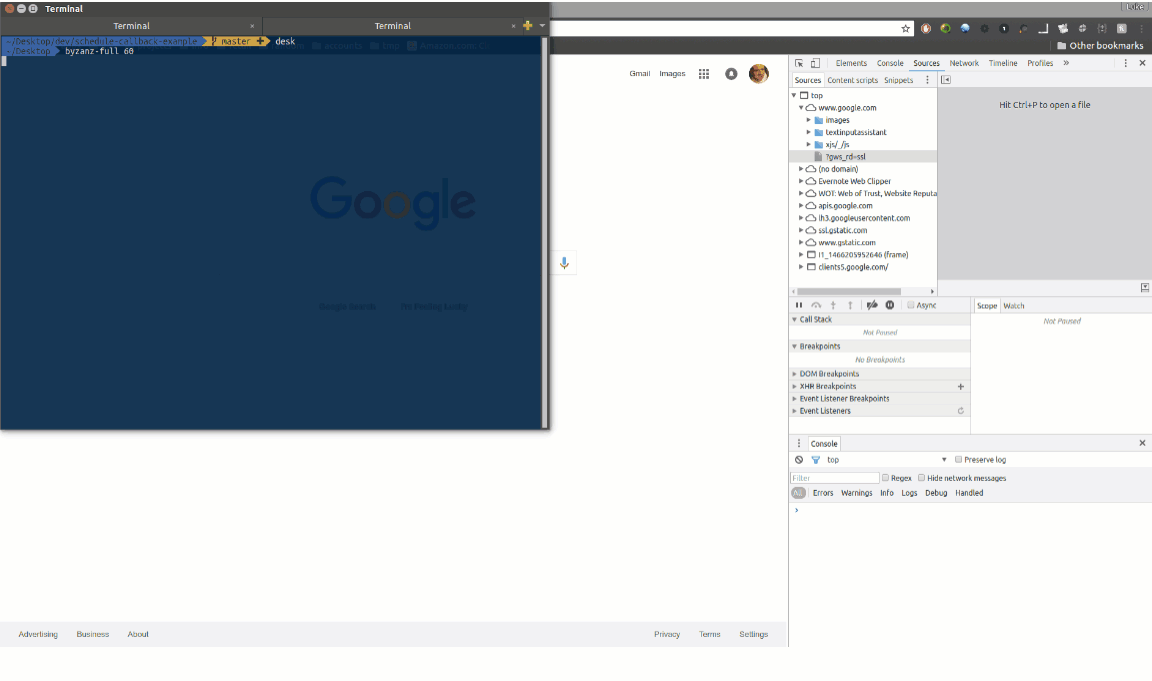 Terminal
Luke
Terminal × Terminal ×
~/Desktop/dev/schedule-callback-example master + desk
~/Desktop byzanz-full 60
Other bookmarks
Gmail Images
Google
Elements Console Sources Network Timeline Profiles »
Sources Content scripts Snippets
top
www.google.com
images
textinputassistant
xjs/_/js
?gws_rd=ssl
(no domain)
Evernote Web Clipper
WOT: Web of Trust, Website Reputa
apis.google.com
lh3.googleusercontent.com
ssl.gstatic.com
www.gstatic.com
I1_1466205952646 (frame)
clients5.google.com/
Hit Ctrl+P to open a file
Async
Scope Watch
Call Stack
Not Paused
Not Paused
Breakpoints
No Breakpoints
DOM Breakpoints
XHR Breakpoints +
Event Listener Breakpoints
Event Listeners
Console
top Preserve log
Filter Regex Hide network messages
All Errors Warnings Info Logs Debug Handled
Advertising Business About Privacy Terms Settings